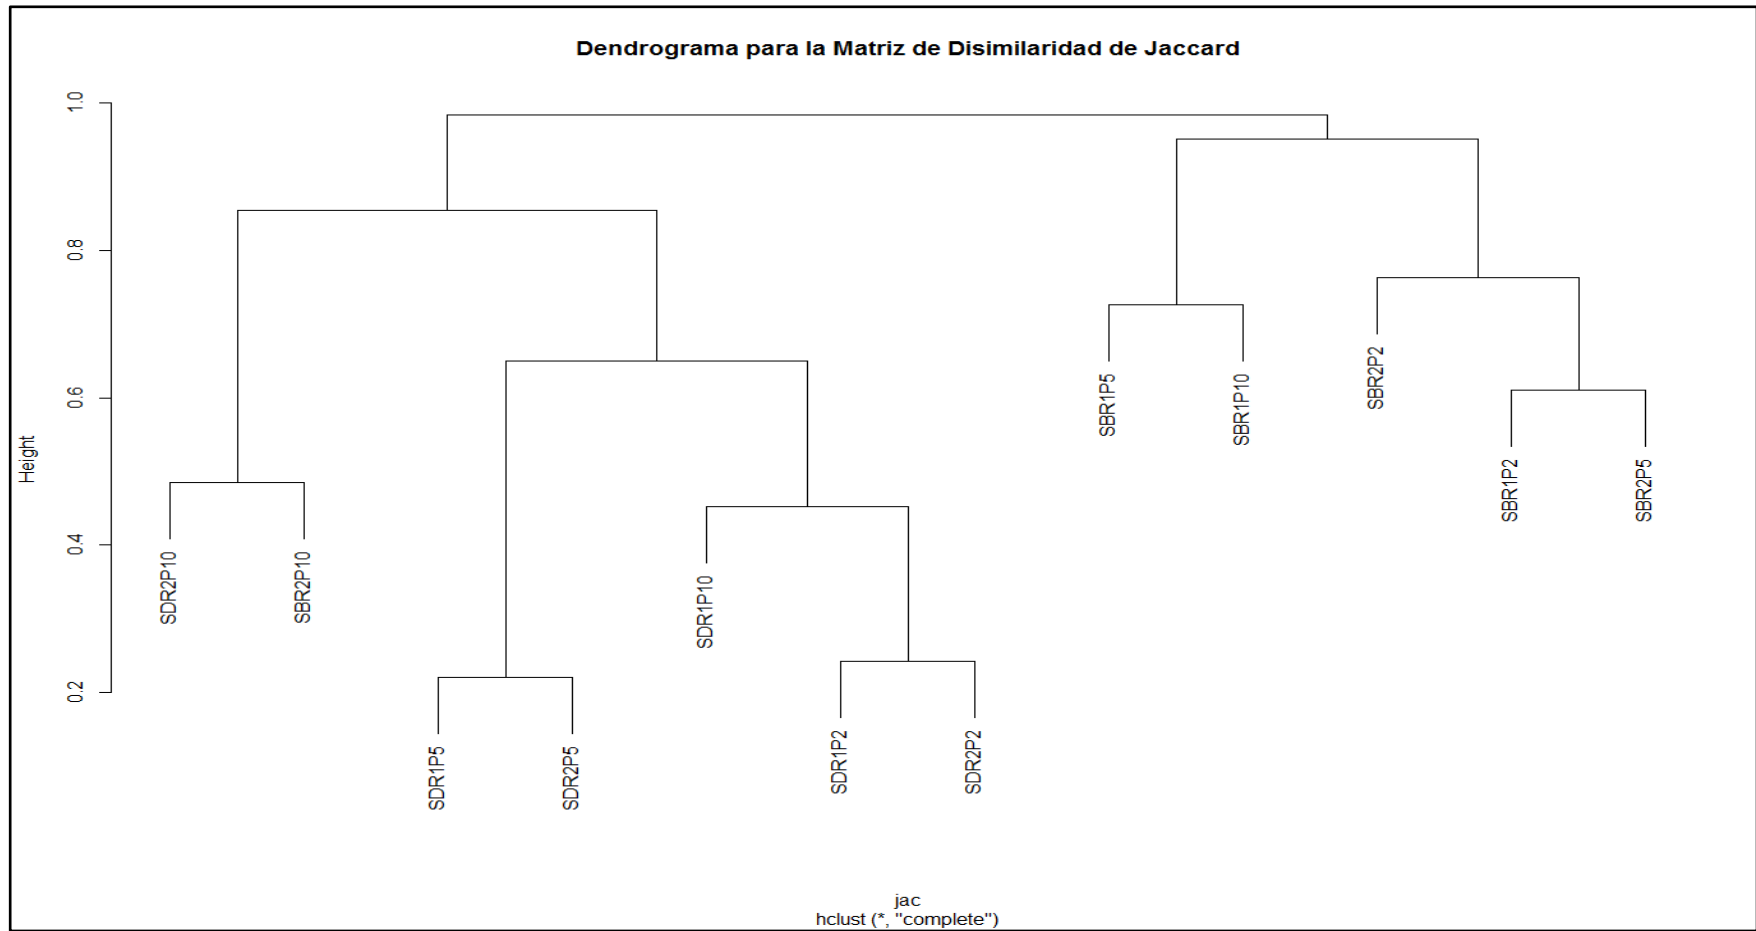 Dendrograma para la Matriz de Disimilaridad de Jaccard
1.0
0.8
0.6
0.4
0.2
Height
SDR2P10
SBR2P10
SDR1P5
SDR2P5
SDR1P10
SDR1P2
SDR2P2
SBR1P5
SBR1P10
SBR2P2
SBR1P2
SBR2P5
jac
hclust (*, "complete")